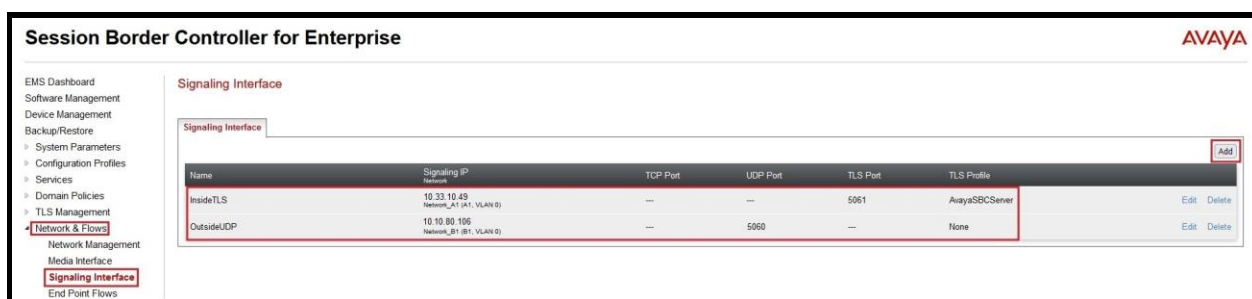 Session Border Controller for Enterprise
AVAYA
EMS Dashboard
Software Management
Device Management
Backup/Restore
System Parameters
Configuration Profiles
Services
Domain Policies
TLS Management
Network & Flows
Network Management
Media Interface
Signaling Interface
End Point Flows
Signaling Interface
Signaling Interface
Add
Name Signaling IP TCP Port UDP Port TLS Port TLS Profile
Network
InsideTLS 10.33.10.49 --- --- 5061 AvayaSBCServer Edit Delete
Network_A1 (A1, VLAN 0)
OutsideUDP 10.10.80.106 --- 5060 --- None Edit Delete
Network_B1 (B1, VLAN 0)